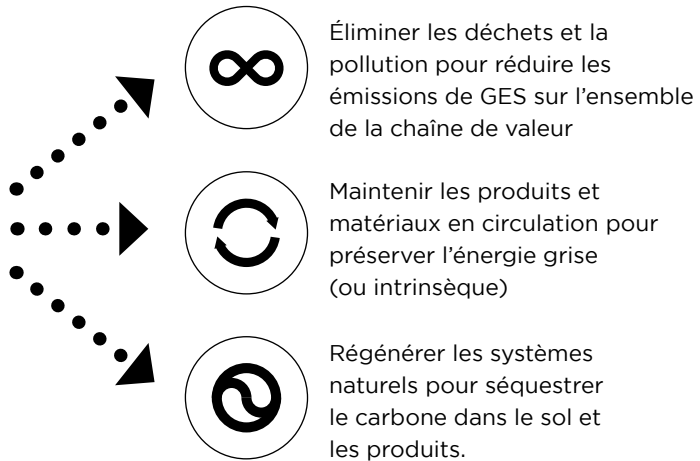 Éliminer les déchets et la
pollution pour réduire les
émissions de GES sur l’ensemble
de la chaîne de valeur
Maintenir les produits et
matériaux en circulation pour
préserver l’énergie grise
(ou intrinsèque)
Régénérer les systèmes
naturels pour séquestrer
le carbone dans le sol et
les produits.